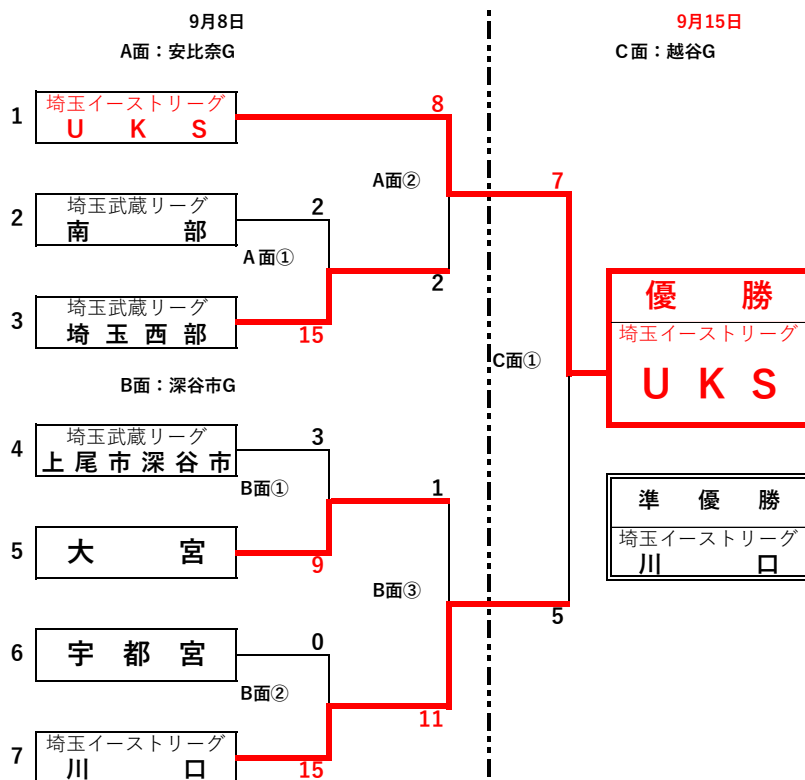 9月8日
9月15日
A面：安比奈G
C面：越谷G
8
1
埼玉イーストリーグ
U K S
A面②
7
2
埼玉武蔵リーグ
南 部
2
A面①
2
3
埼玉武蔵リーグ
埼玉西部
15
優 勝
埼玉イーストリーグ
U K S
C面①
B面：深谷市G
4
埼玉武蔵リーグ
上尾市深谷市
3
B面①
1
5
大 宮
9
準 優 勝
埼玉イーストリーグ
川 口
B面③
5
6
宇都宮
0
B面②
11
7
埼玉イーストリーグ
川 口
15